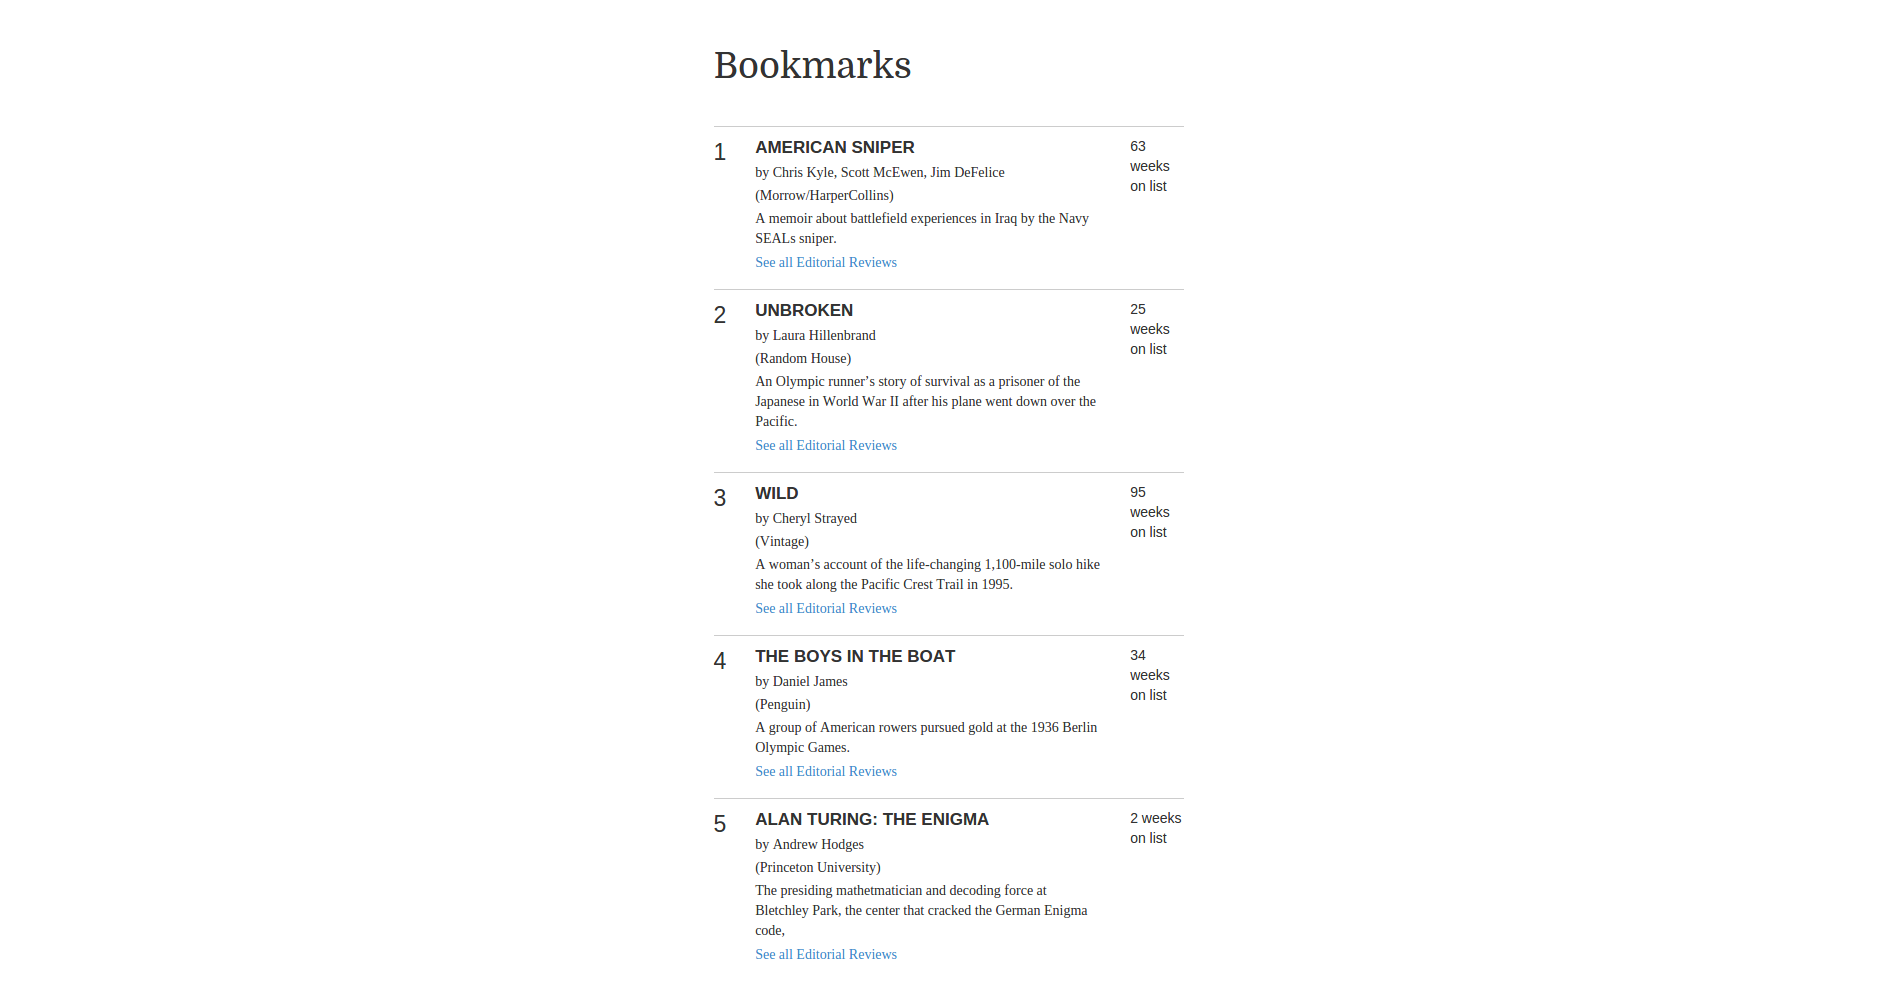 Bookmarks
1
AMERICAN SNIPER
by Chris Kyle, Scott McEwen, Jim DeFelice
(Morrow/HarperCollins)
A memoir about battlefield experiences in Iraq by the Navy
SEALs sniper.
See all Editorial Reviews
63
weeks
on list
2
UNBROKEN
by Laura Hillenbrand
(Random House)
An Olympic runner’s story of survival as a prisoner of the
Japanese in World War II after his plane went down over the
Pacific.
See all Editorial Reviews
25
weeks
on list
3
WILD
by Cheryl Strayed
(Vintage)
A woman’s account of the life-changing 1,100-mile solo hike
she took along the Pacific Crest Trail in 1995.
See all Editorial Reviews
95
weeks
on list
4
THE BOYS IN THE BOAT
by Daniel James
(Penguin)
A group of American rowers pursued gold at the 1936 Berlin
Olympic Games.
See all Editorial Reviews
34
weeks
on list
5
ALAN TURING: THE ENIGMA
by Andrew Hodges
(Princeton University)
The presiding mathetmatician and decoding force at
Bletchley Park, the center that cracked the German Enigma
code,
See all Editorial Reviews
2 weeks
on list